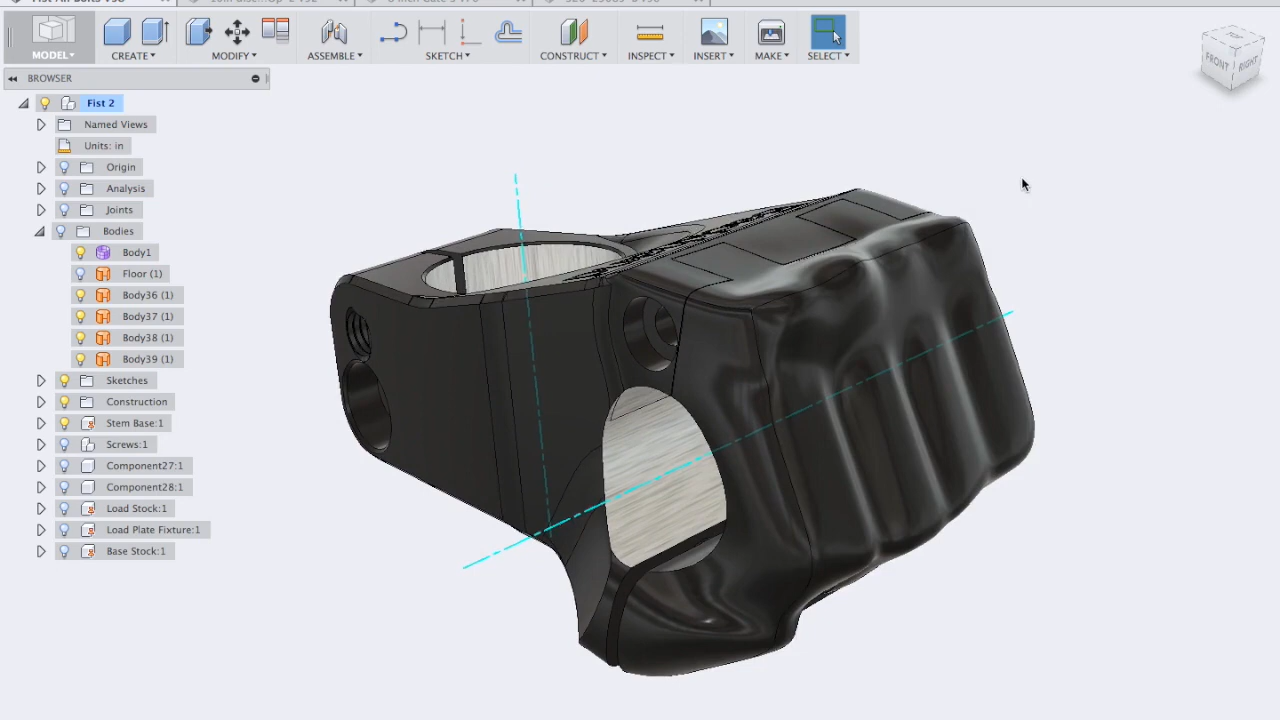 MODEL
CREATE
MODIFY
ASSEMBLE
SKETCH
CONSTRUCT
INSPECT
INSERT
MAKE
SELECT
TOP
FRONT
RIGHT
BROWSER
Fist 2
Named Views
Units: in
Origin
Analysis
Joints
Bodies
Body1
Floor (1)
Body36 (1)
Body37 (1)
Body38 (1)
Body39 (1)
Sketches
Construction
Stem Base:1
Screws:1
Component27:1
Component28:1
Load Stock:1
Load Plate Fixture:1
Base Stock:1